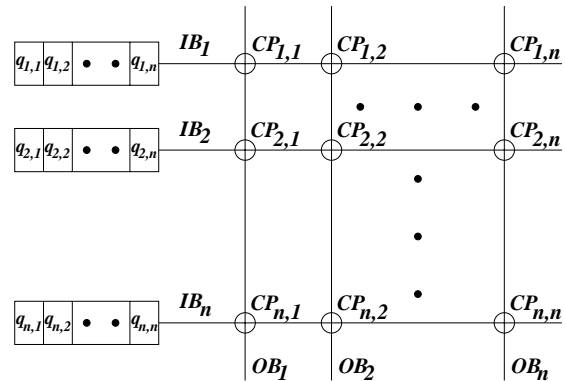 IB1 CP1,1 CP1,2 CP1,n
q1,1 q1,2 q1,n
IB2 CP2,1 CP2,2 CP2,n
q2,1 q2,2 q2,n
IBn CPn,1 CPn,2 CPn,n
qn,1 qn,2 qn,n
OB1 OB2 OBn